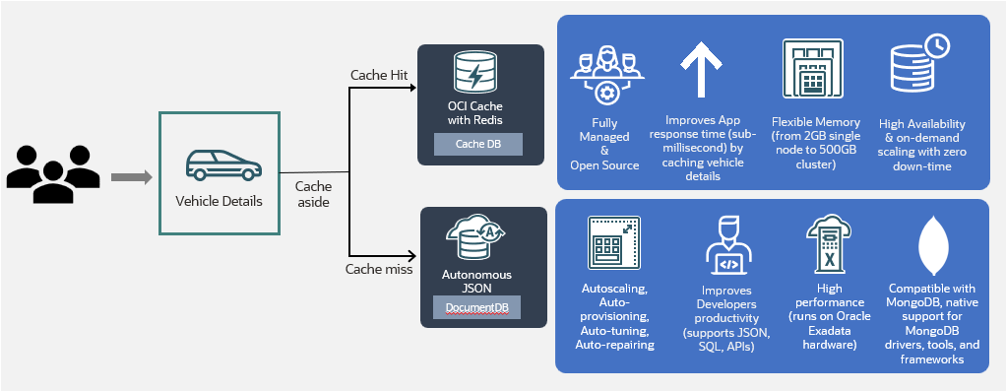 Vehicle Details
Cache
aside
Cache Hit
Cache miss
OCI Cache
with Redis
Cache DB
Autonomous
JSON
DocumentDB
Fully
Managed
&
Open Source
Improves App
response time (sub-
millisecond) by
caching vehicle
details
Flexible Memory
(from 2GB single
node to 500GB
cluster)
High Availability
& on-demand
scaling with zero
down-time
A
</>
X
Autoscaling,
Auto-
provisioning,
Auto-tuning,
Auto-repairing
Improves
Developers
productivity
(supports JSON,
SQL, APIs)
High
performance
(runs on Oracle
Exadata
hardware)
Compatible with
MongoDB, native
support for
MongoDB
drivers, tools, and
frameworks